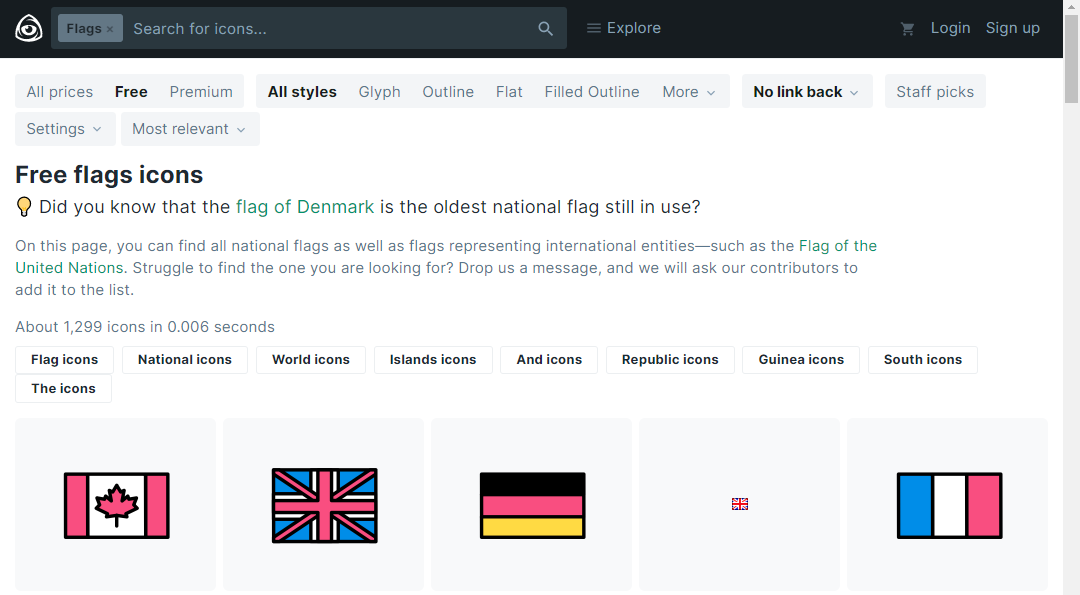 Flags × Search for icons... Explore Login Sign up
All prices Free Premium All styles Glyph Outline Flat Filled Outline More No link back Staff picks
Settings Most relevant
Free flags icons
Did you know that the flag of Denmark is the oldest national flag still in use?
On this page, you can find all national flags as well as flags representing international entities—such as the Flag of the
United Nations. Struggle to find the one you are looking for? Drop us a message, and we will ask our contributors to
add it to the list.
About 1,299 icons in 0.006 seconds
Flag icons National icons World icons Islands icons And icons Republic icons Guinea icons South icons
The icons